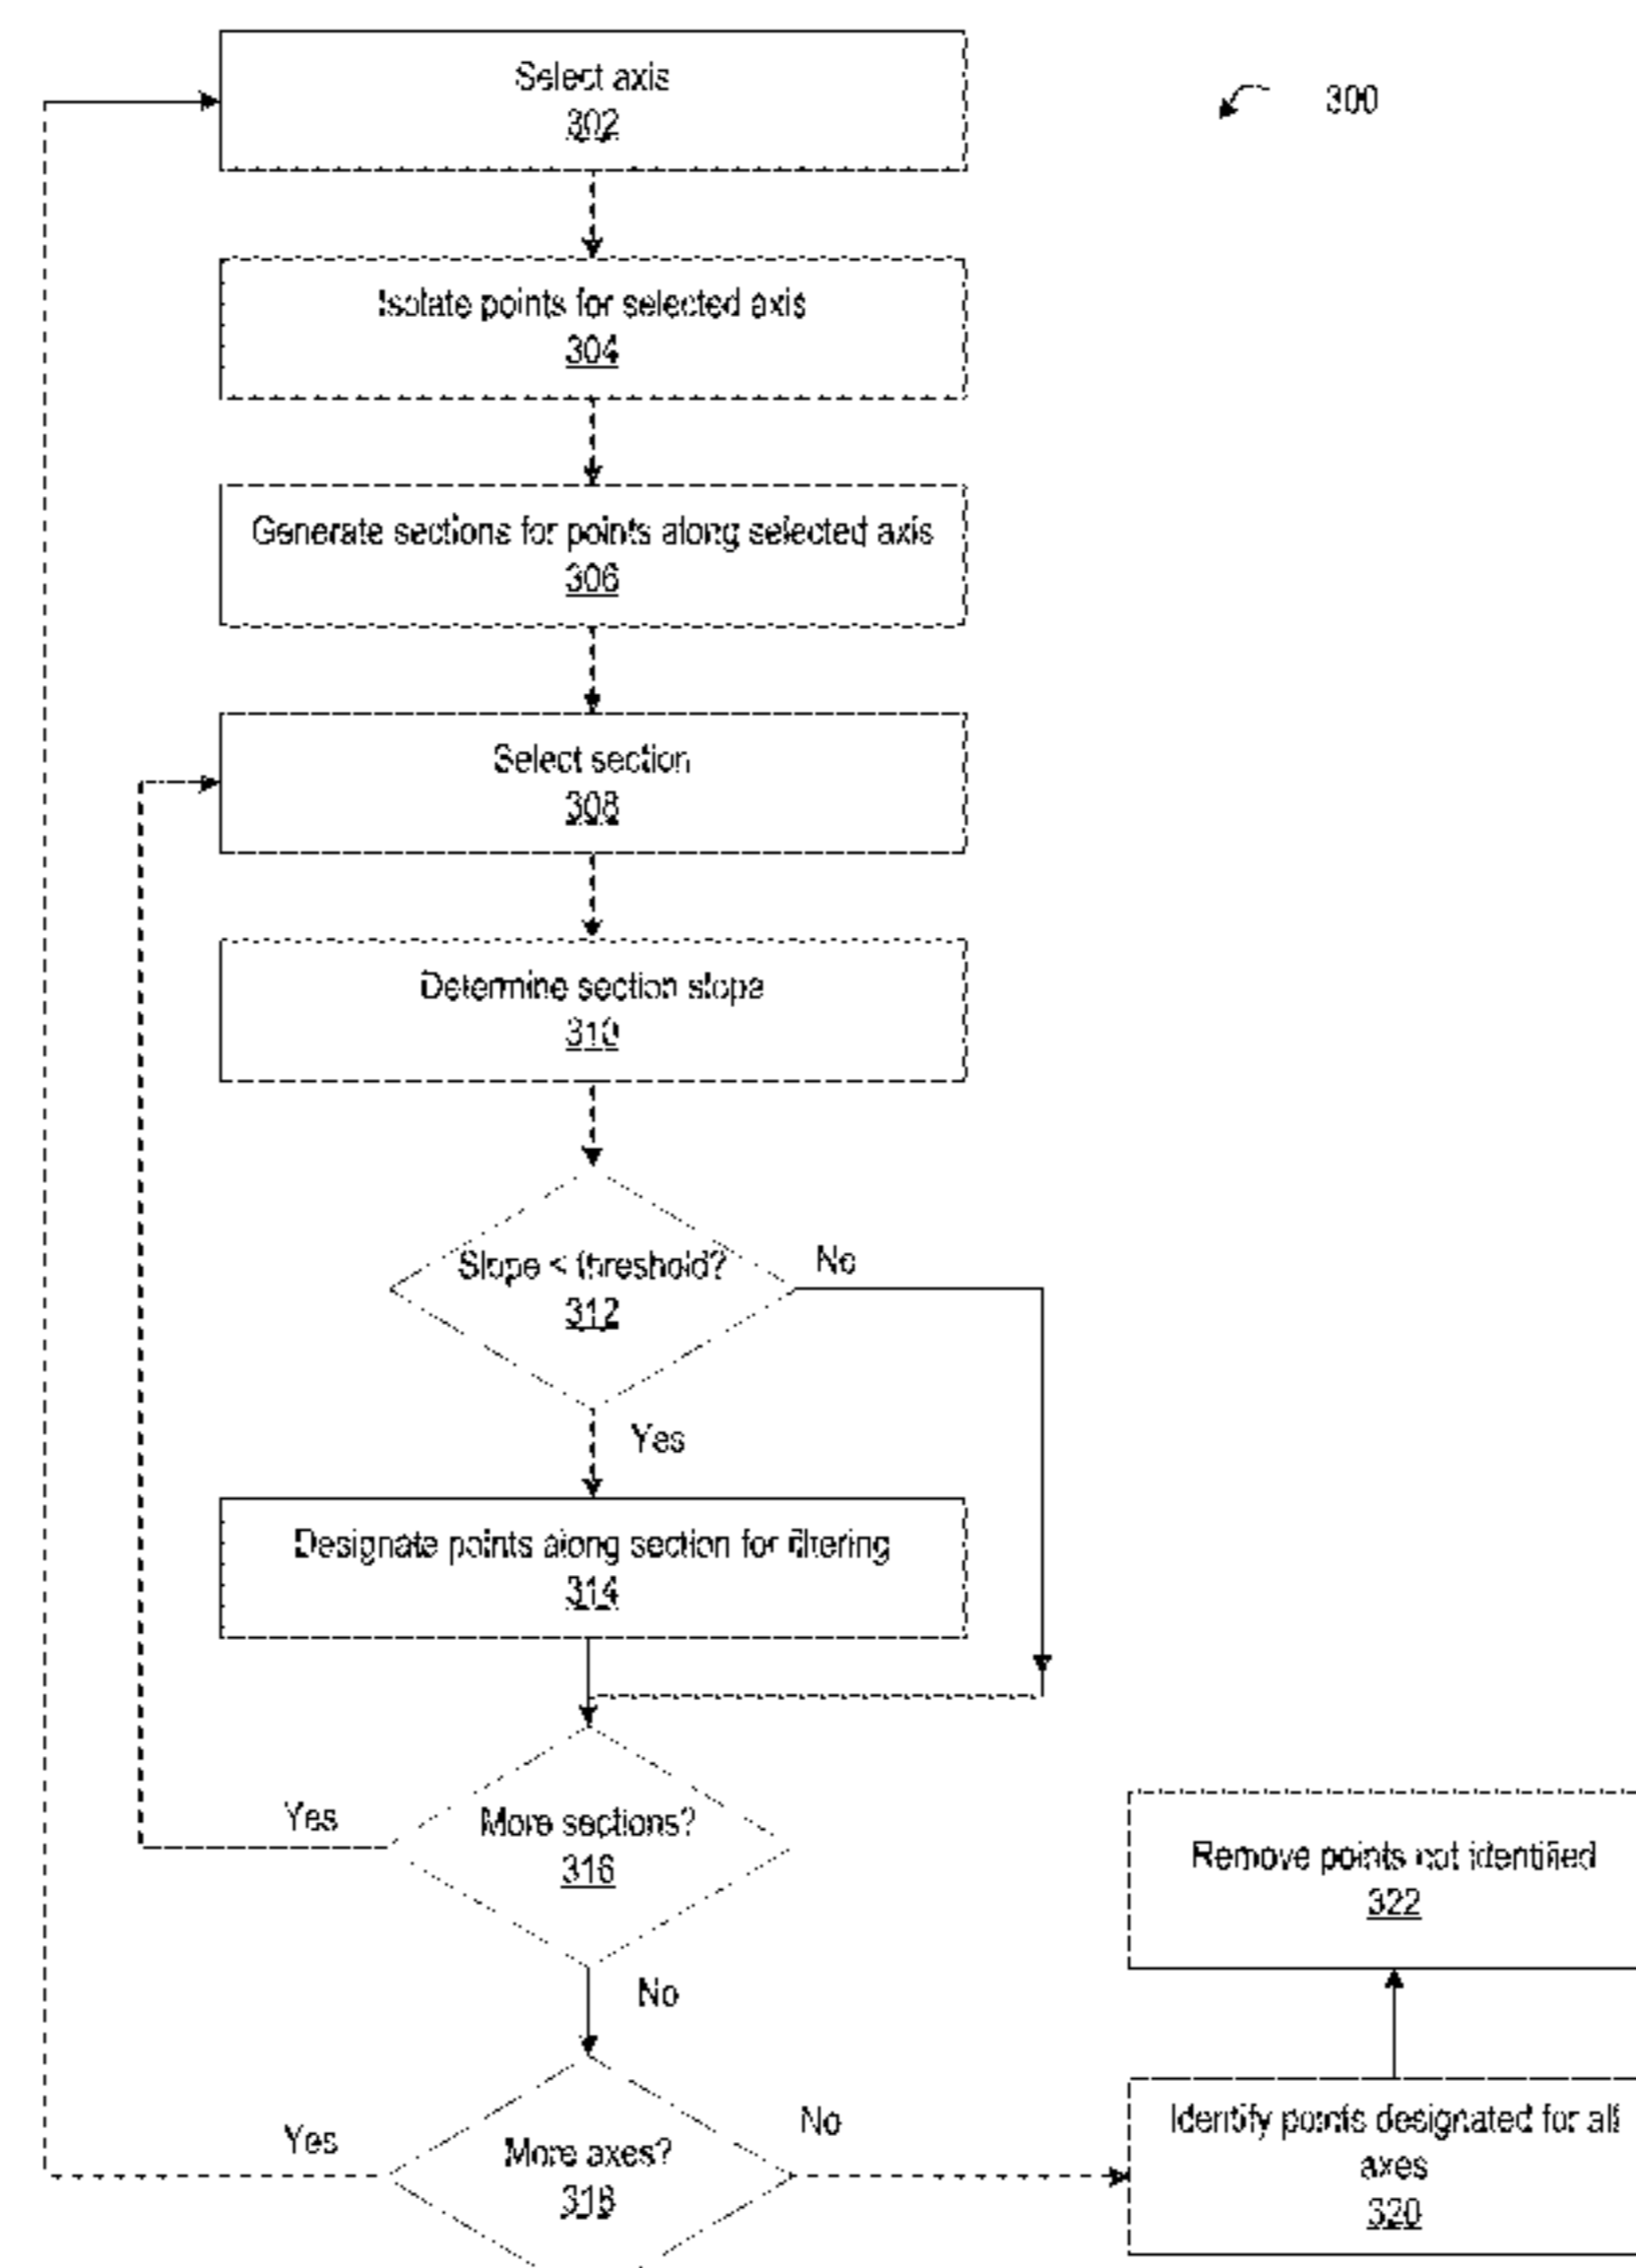 Select axis
302
300
Isolate points for selected axis
304
Generate sections for points along selected axis
306
Select section
308
Determine section slope
310
Slope < threshold?
312
No
Yes
Designate points along section for filtering
314
More sections?
316
Yes
No
Remove points not identified
322
More axes?
318
Yes
No
Identify points designated for all
axes
320